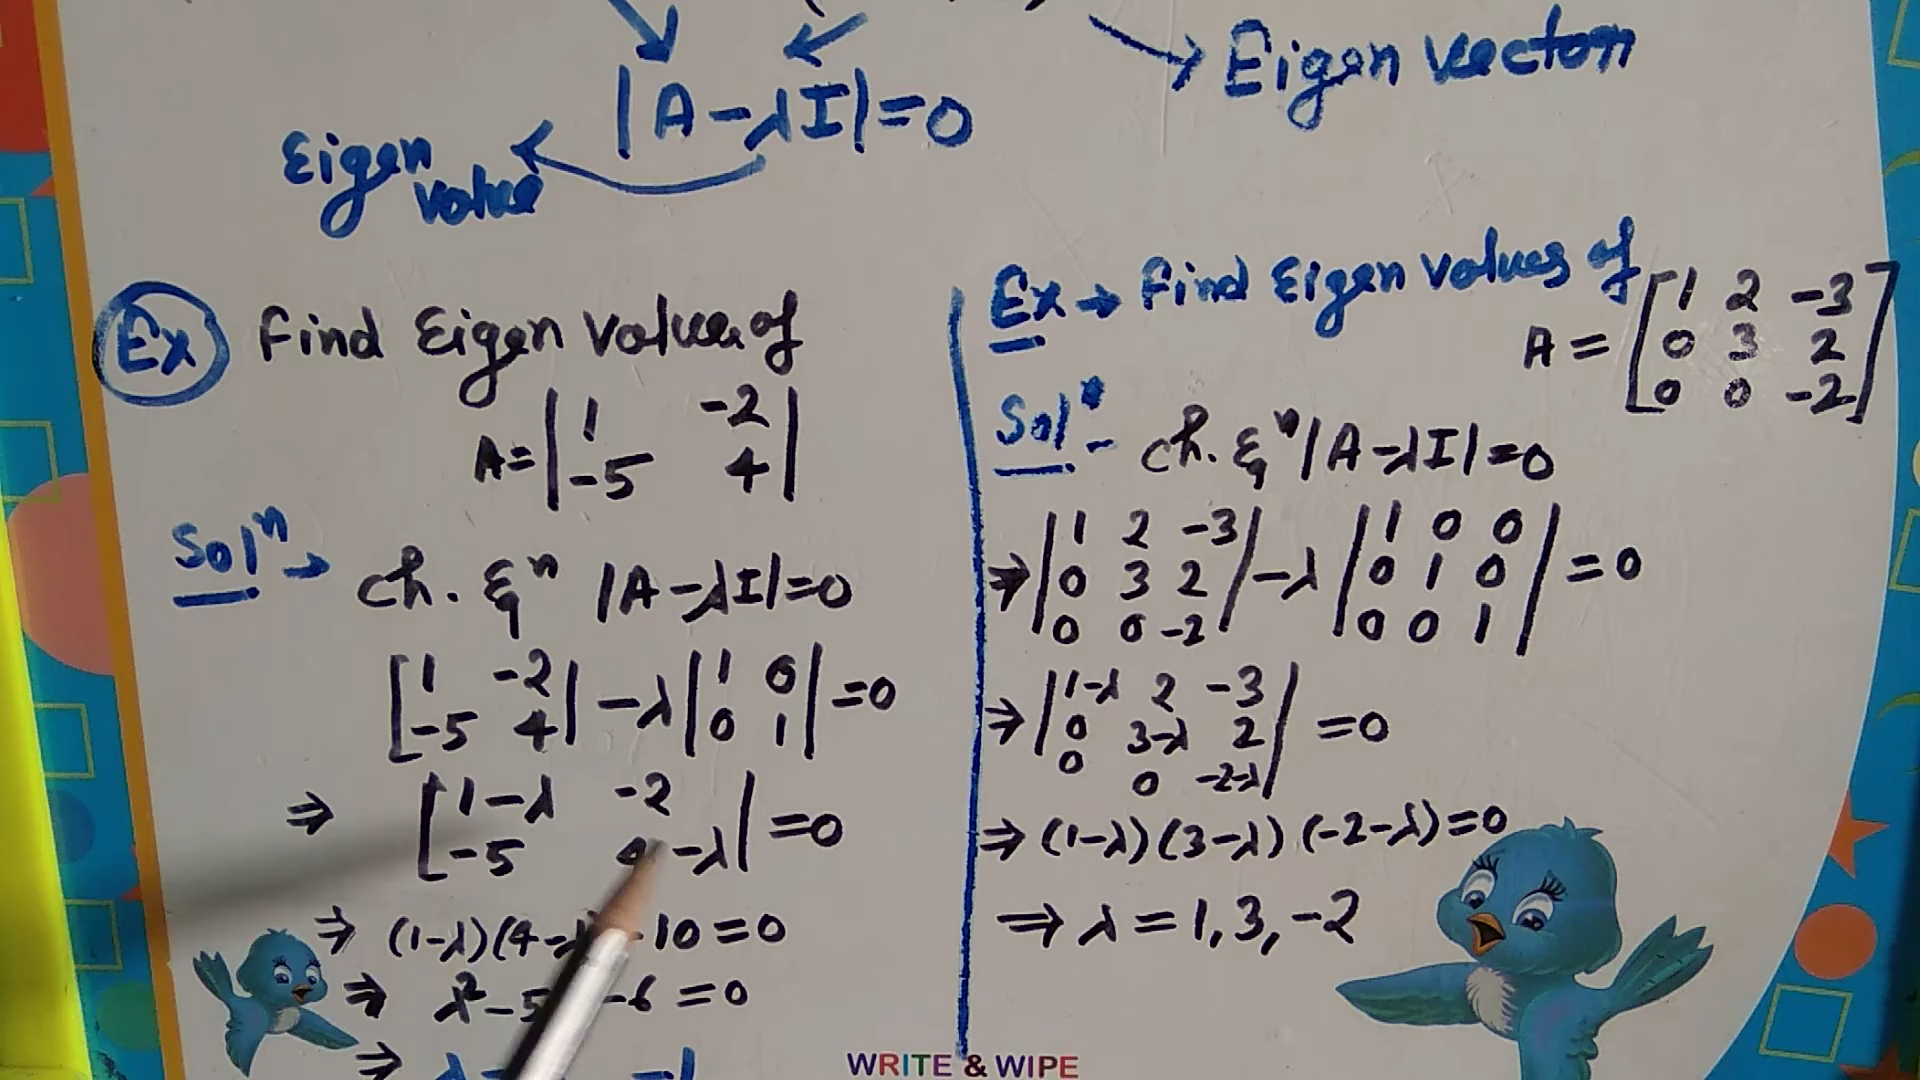 Eigen vector
|A-λI|=0
Eigen value
Ex Find Eigen Values of
A=|1 -2|
|-5 4|
Solⁿ→ ch. Eqⁿ |A-λI|=0
[1 -2| -λ|1 0| =0
[-5 4| |0 1|
⇒ [1-λ -2| =0
[-5 4-λ|
⇒ (1-λ)(4- -10=0
⇒ λ²-5 -6=0
⇒
Ex→ Find Eigen Values of
A = [1 2 -3]
[0 3 2]
[0 0 -2]
Sol- ch. Eqⁿ |A-λI|=0
⇒ |1 2 -3| -λ |1 0 0| =0
|0 3 2| |0 1 0|
|0 0 -2| |0 0 1|
⇒ |1-λ 2 -3| =0
|0 3-λ 2|
|0 0 -2-λ|
⇒ (1-λ)(3-λ)(-2-λ)=0
⇒ λ=1,3,-2
WRITE & WIPE